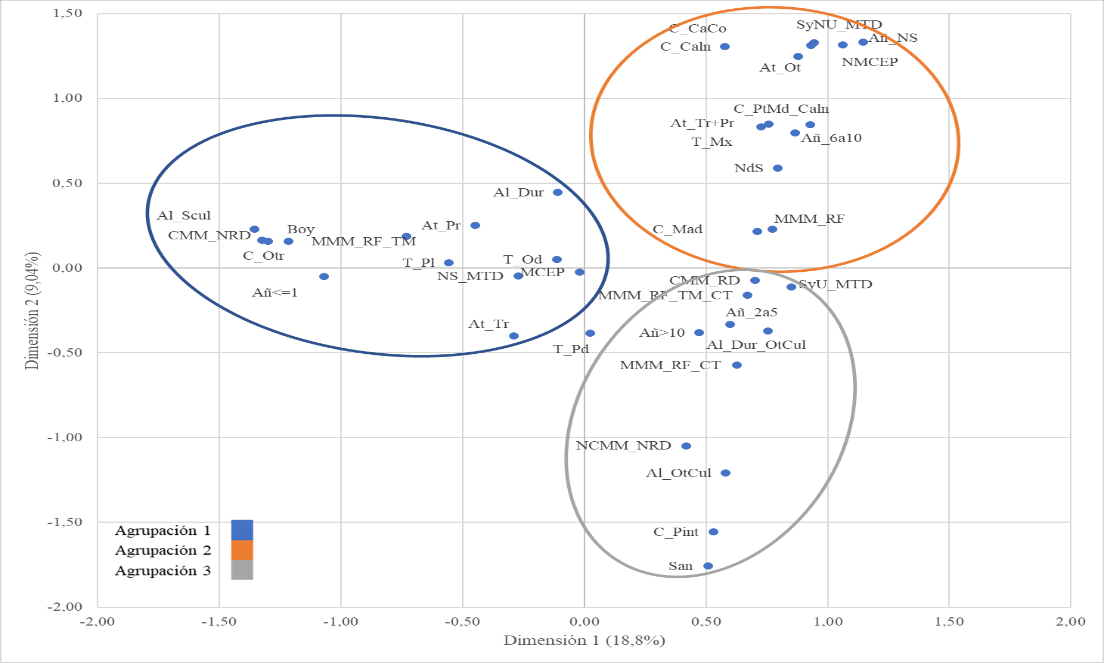 1,50
1,00
0,50
0,00
-0,50
-1,00
-1,50
-2,00
-2,00
-1,50
-1,00
-0,50
0,00
0,50
1,00
1,50
2,00
Dimensión 2 (9,04%)
Dimensión 1 (18,8%)
C_CaCo
SyNU_MTD
C_Caln
Añ_NS
At_Ot
NMCEP
C_PtMd_Caln
At_Tr+Pr
Añ_6a10
T_Mx
NdS
MMM_RF
C_Mad
Al_Dur
Al_Scul
At_Pr
CMM_NRD
Boy
MMM_RF_TM
C_Otr
T_Pl
T_Od
NS_MTD
MCEP
Añ<=1
At_Tr
T_Pd
CMM_RD
SyU_MTD
MMM_RF_TM_CT
Añ_2a5
Añ>10
Al_Dur_OtCul
MMM_RF_CT
NCMM_NRD
Al_OtCul
C_Pint
San
Agrupación 1
Agrupación 2
Agrupación 3